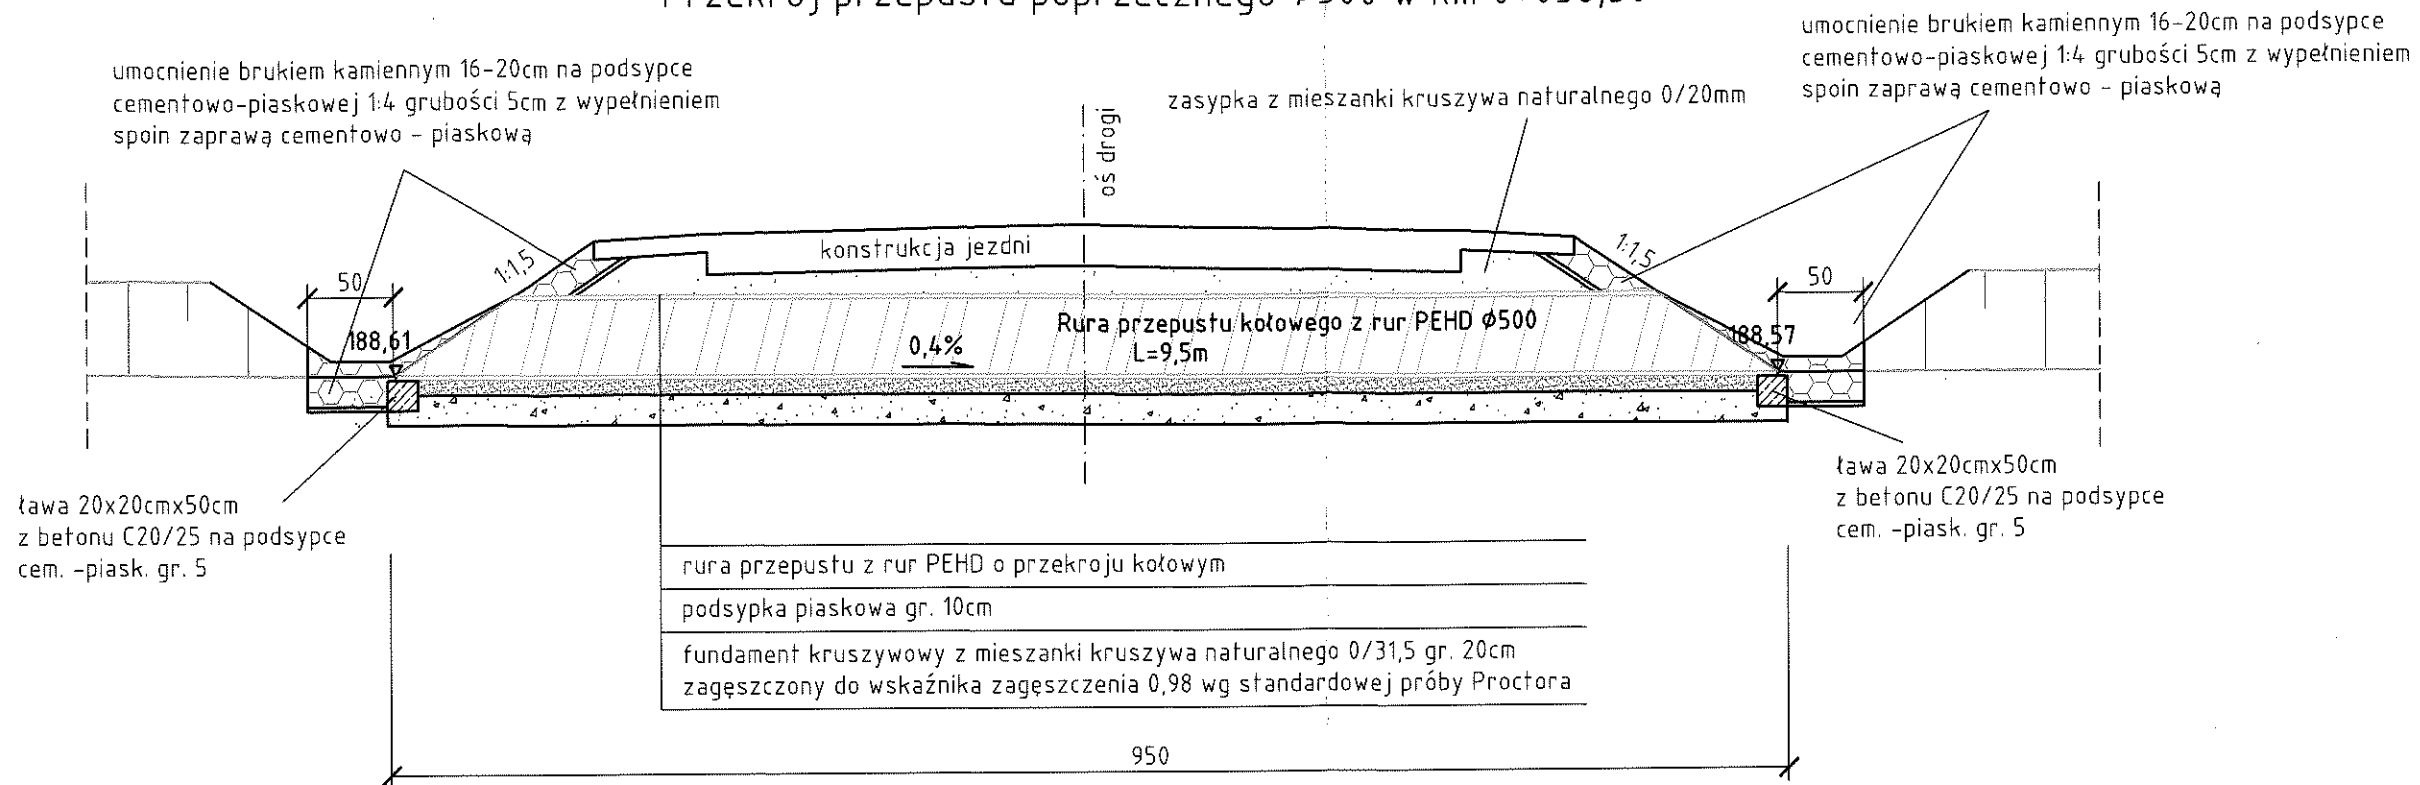 umocnienie brukiem kamiennym 16-20cm na podsypce
cementowo-piaskowej 1:4 grubości 5cm z wypełnieniem
spoin zaprawą cementowo - piaskową
umocnienie brukiem kamiennym 16-20cm na podsypce
cementowo-piaskowej 1:4 grubości 5cm z wypełnieniem
spoin zaprawą cementowo - piaskową
zasypka z mieszanki kruszywa naturalnego 0/20mm
oś drogi
konstrukcja jezdni
1:1,5
1:1,5
50
50
188,61
188,57
Rura przepustu kołowego z rur PEHD ϕ500
L=9,5m
0,4%
ława 20x20cmx50cm
z betonu C20/25 na podsypce
cem. -piask. gr. 5
ława 20x20cmx50cm
z betonu C20/25 na podsypce
cem. -piask. gr. 5
rura przepustu z rur PEHD o przekroju kołowym
podsypka piaskowa gr. 10cm
fundament kruszywowy z mieszanki kruszywa naturalnego 0/31,5 gr. 20cm
zagęszczony do wskaźnika zagęszczenia 0,98 wg standardowej próby Proctora
950